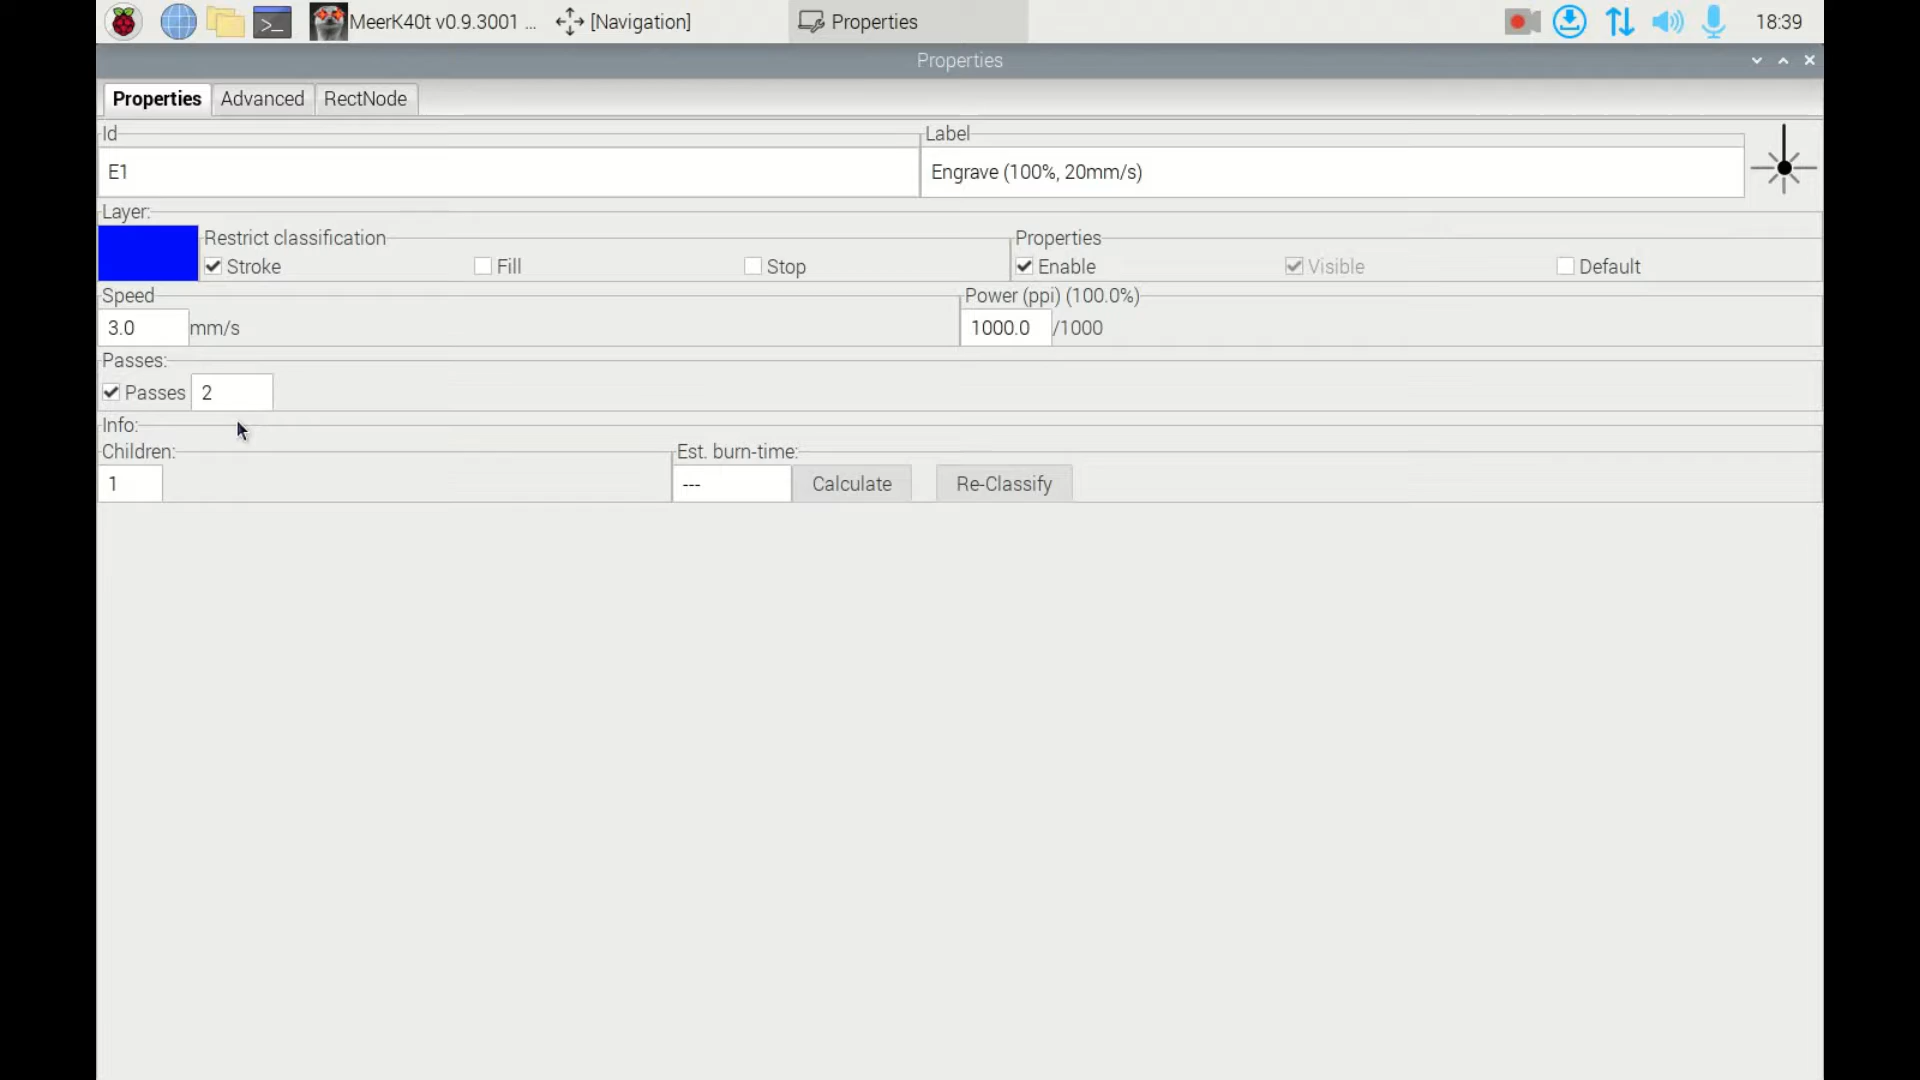 MeerK40t v0.9.3001 ... [Navigation] Properties 18:39
Properties
Properties Advanced RectNode
Id Label
E1 Engrave (100%, 20mm/s)
Layer:
Restrict classification Properties
Stroke Fill Stop Enable Visible Default
Speed Power (ppi) (100.0%)
3.0 mm/s 1000.0 /1000
Passes:
Passes 2
Info:
Children: Est. burn-time:
1 --- Calculate Re-Classify